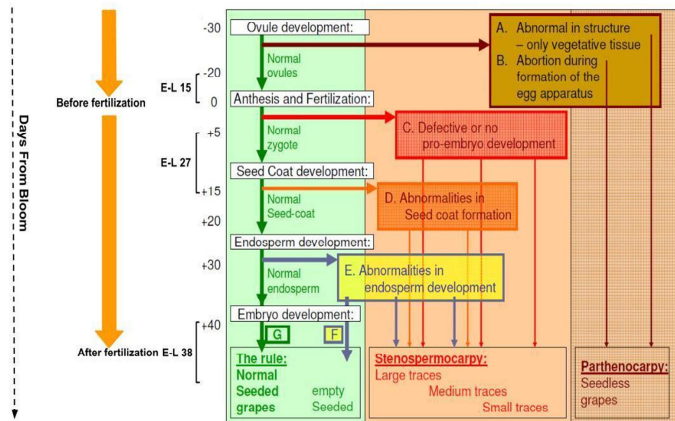 Days From Bloom
Before fertilization
After fertilization
E-L 15
E-L 27
E-L 38
-30
-20
0
+5
+15
+20
+30
+40
Ovule development:
Normal
ovules
Anthesis and Fertilization:
Normal
zygote
Seed Coat development:
Normal
Seed-coat
Endosperm development:
Normal
endosperm
Embryo development:
G
F
A. Abnormal in structure
– only vegetative tissue
B. Abortion during
formation of the
egg apparatus
C. Defective or no
pro-embryo development
D. Abnormalities in
Seed coat formation
E. Abnormalities in
endosperm development
The rule:
Normal
Seeded
grapes
empty
Seeded
Stenospermocarpy:
Large traces
Medium traces
Small traces
Parthenocarpy:
Seedless
grapes